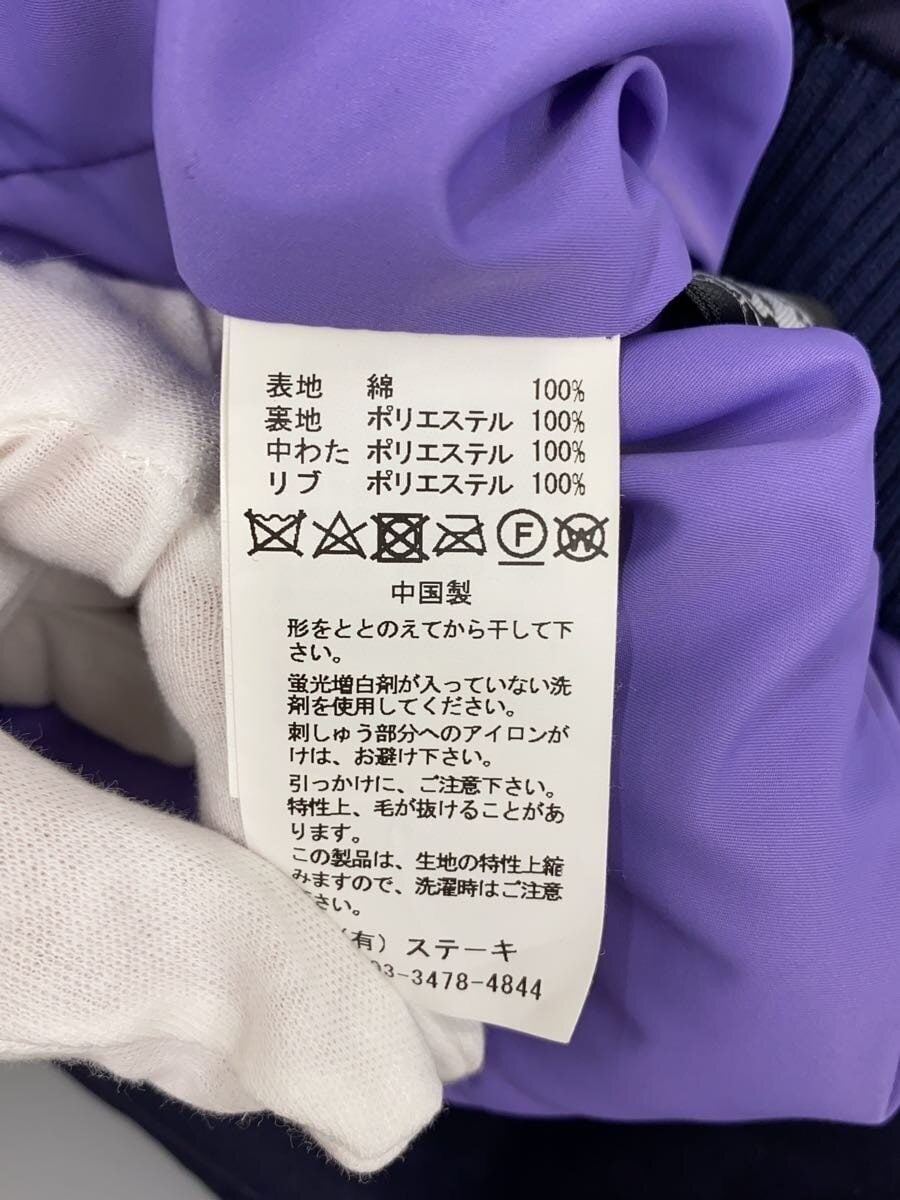 表地 綿 100%
裏地 ポリエステル 100%
中わた ポリエステル 100%
リブ ポリエステル 100%
F
W
中国製
形をととのえてから干して下
さい。
蛍光増白剤が入っていない洗
剤を使用してください。
刺しゅう部分へのアイロンが
けは、お避け下さい。
引っかけに、ご注意下さい。
特性上、毛が抜けることがあ
ります。
この製品は、生地の特性上縮
みますので、洗濯時はご注意
下さい。
(有) ステーキ
03-3478-4844